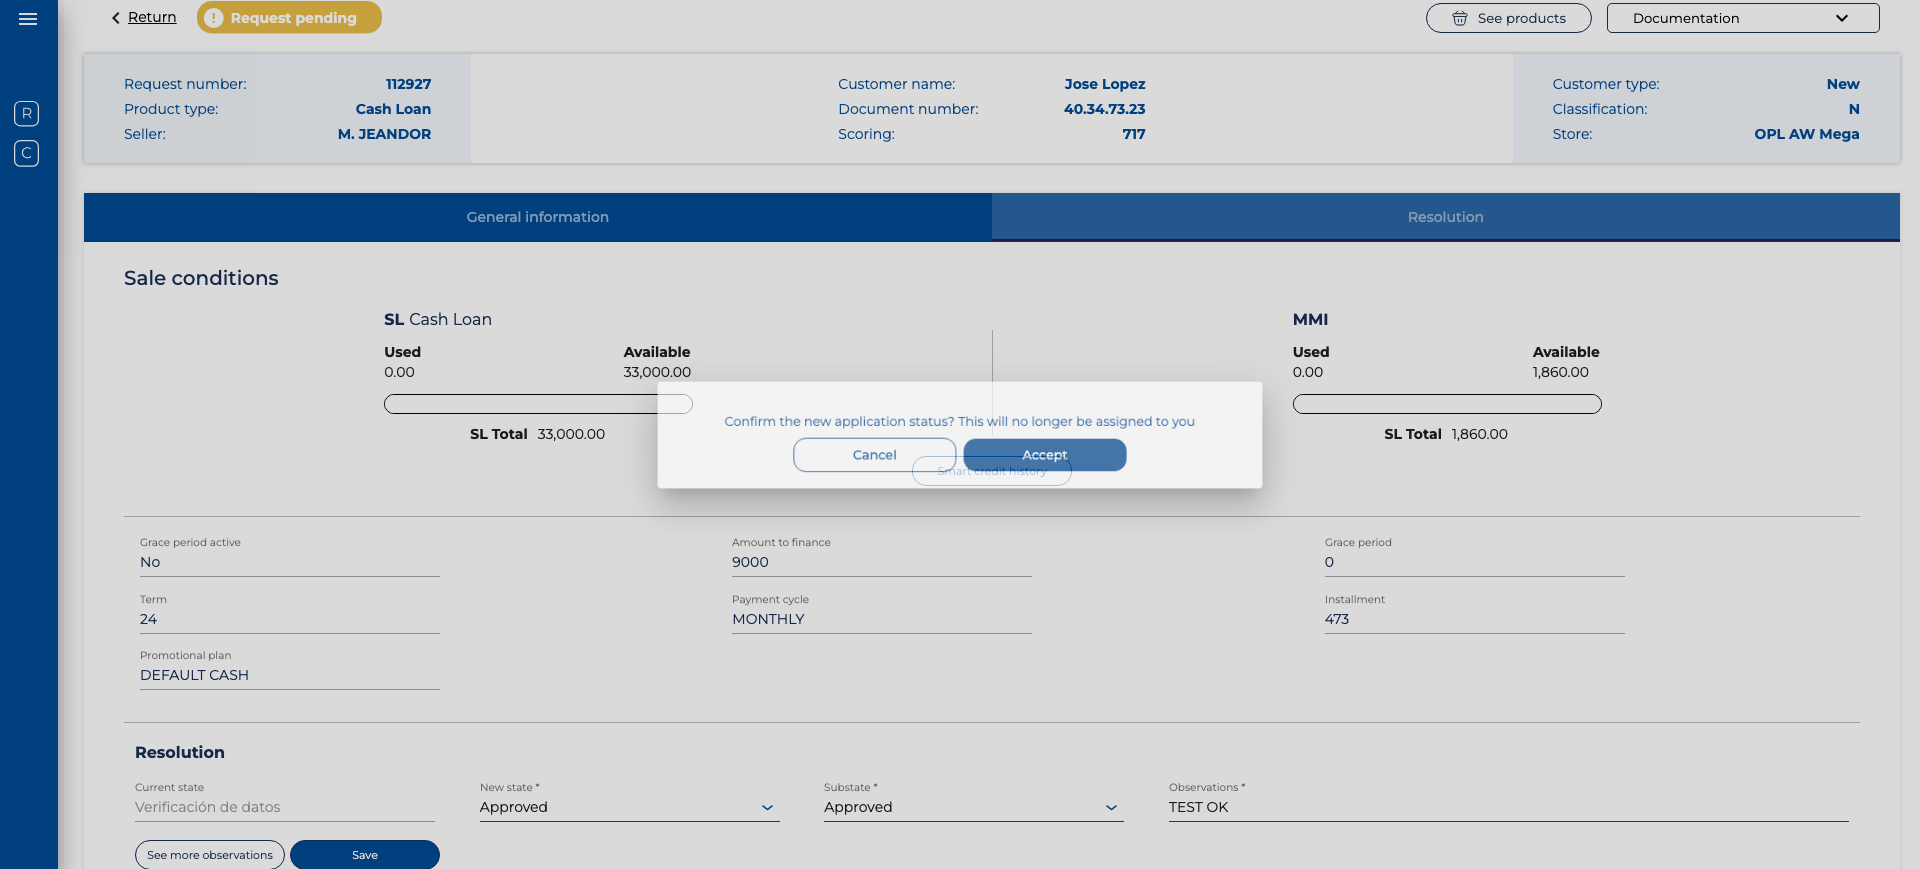 Return
Request pending
See products
Documentation
R
C
Request number: 112927
Product type: Cash Loan
Seller: M. JEANDOR
Customer name: Jose Lopez
Document number: 40.34.73.23
Scoring: 717
Customer type: New
Classification: N
Store: OPL AW Mega
General information
Resolution
Sale conditions
SL Cash Loan
Used Available
0.00 33,000.00
SL Total 33,000.00
MMI
Used Available
0.00 1,860.00
SL Total 1,860.00
Confirm the new application status? This will no longer be assigned to you
Cancel
Accept
Smart credit history
Grace period active
No
Amount to finance
9000
Grace period
0
Term
24
Payment cycle
MONTHLY
Installment
473
Promotional plan
DEFAULT CASH
Resolution
Current state
Verificación de datos
New state *
Approved
Substate *
Approved
Observations *
TEST OK
See more observations
Save